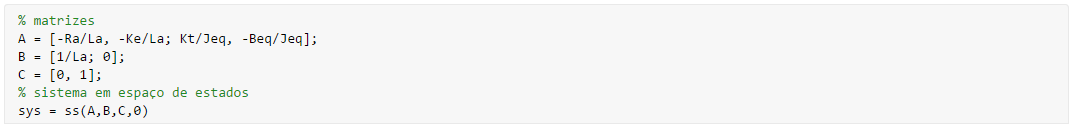 % matrizes
A = [-Ra/La, -Ke/La; Kt/Jeq, -Beq/Jeq];
B = [1/La; 0];
C = [0, 1];
% sistema em espaço de estados
sys = ss(A,B,C,0)